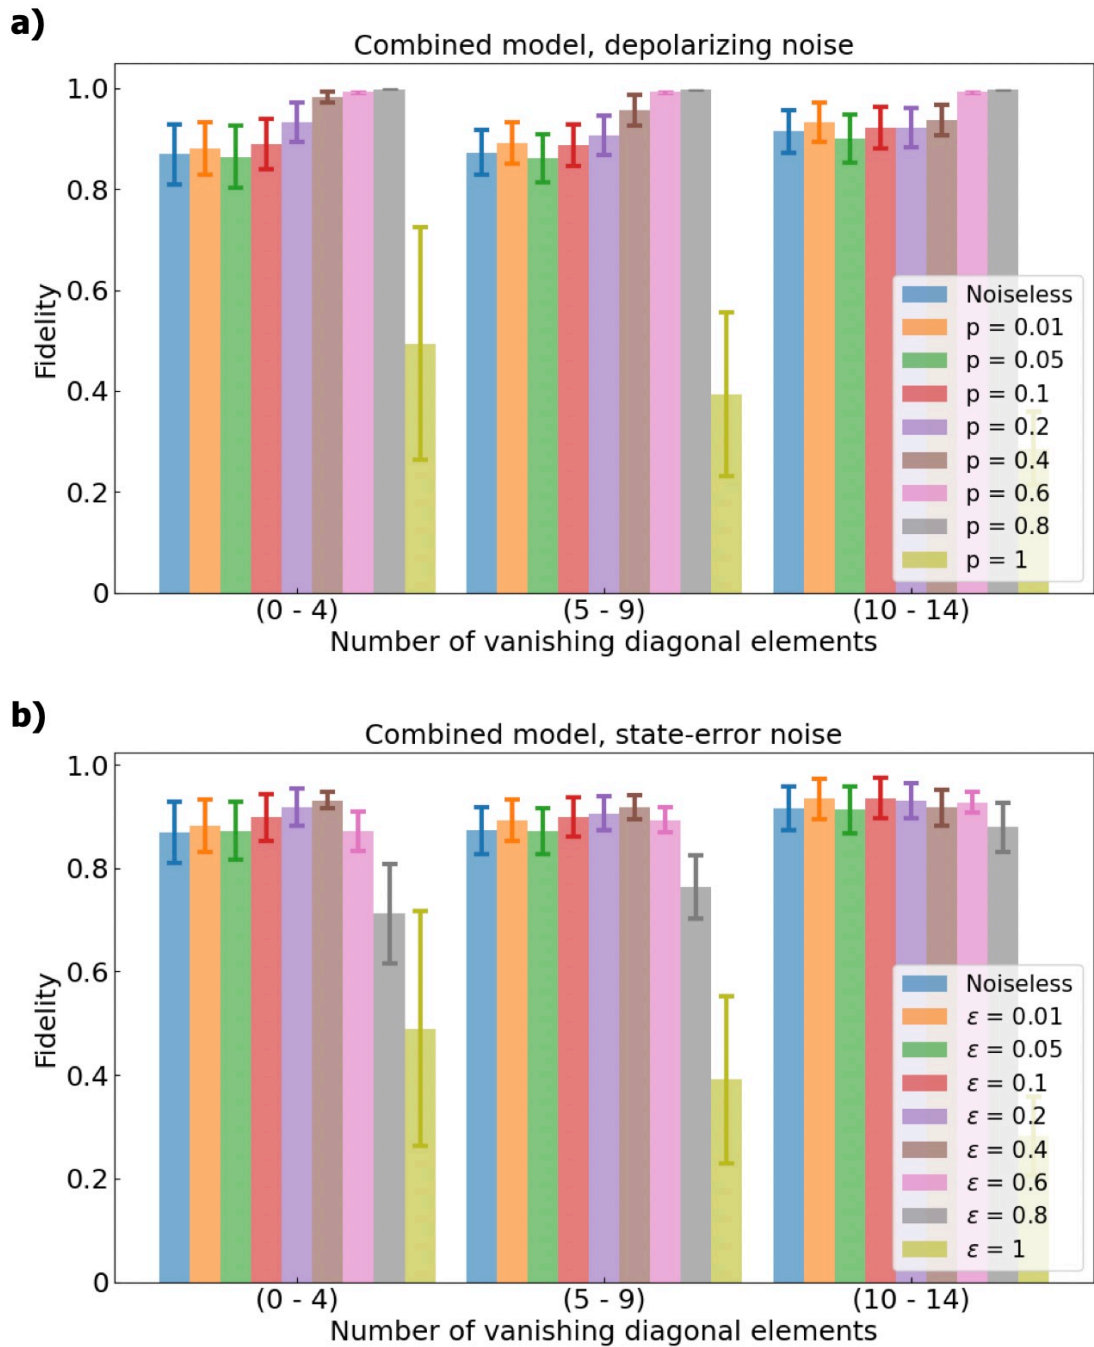 a)
Combined model, depolarizing noise
Fidelity
1.0
0.8
0.6
0.4
0.2
0
(0 - 4)
(5 - 9)
(10 - 14)
Number of vanishing diagonal elements
Noiseless
p = 0.01
p = 0.05
p = 0.1
p = 0.2
p = 0.4
p = 0.6
p = 0.8
p = 1
b)
Combined model, state-error noise
Fidelity
1.0
0.8
0.6
0.4
0.2
0
(0 - 4)
(5 - 9)
(10 - 14)
Number of vanishing diagonal elements
Noiseless
ε = 0.01
ε = 0.05
ε = 0.1
ε = 0.2
ε = 0.4
ε = 0.6
ε = 0.8
ε = 1